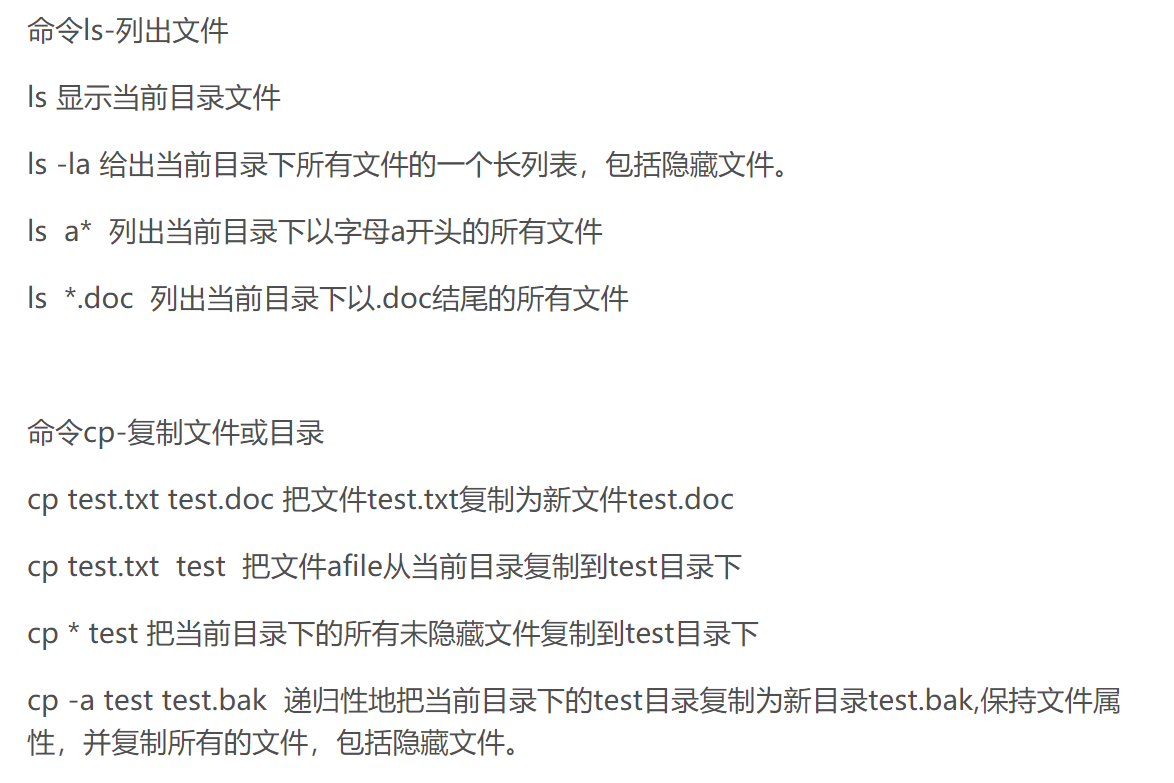 命令ls-列出文件
ls 显示当前目录文件
ls -la 给出当前目录下所有文件的一个长列表，包括隐藏文件。
ls  a*  列出当前目录下以字母a开头的所有文件
ls  *.doc  列出当前目录下以.doc结尾的所有文件
命令cp-复制文件或目录
cp test.txt test.doc 把文件test.txt复制为新文件test.doc
cp test.txt  test  把文件afile从当前目录复制到test目录下
cp * test 把当前目录下的所有未隐藏文件复制到test目录下
cp -a test test.bak  递归性地把当前目录下的test目录复制为新目录test.bak,保持文件属
性，并复制所有的文件，包括隐藏文件。